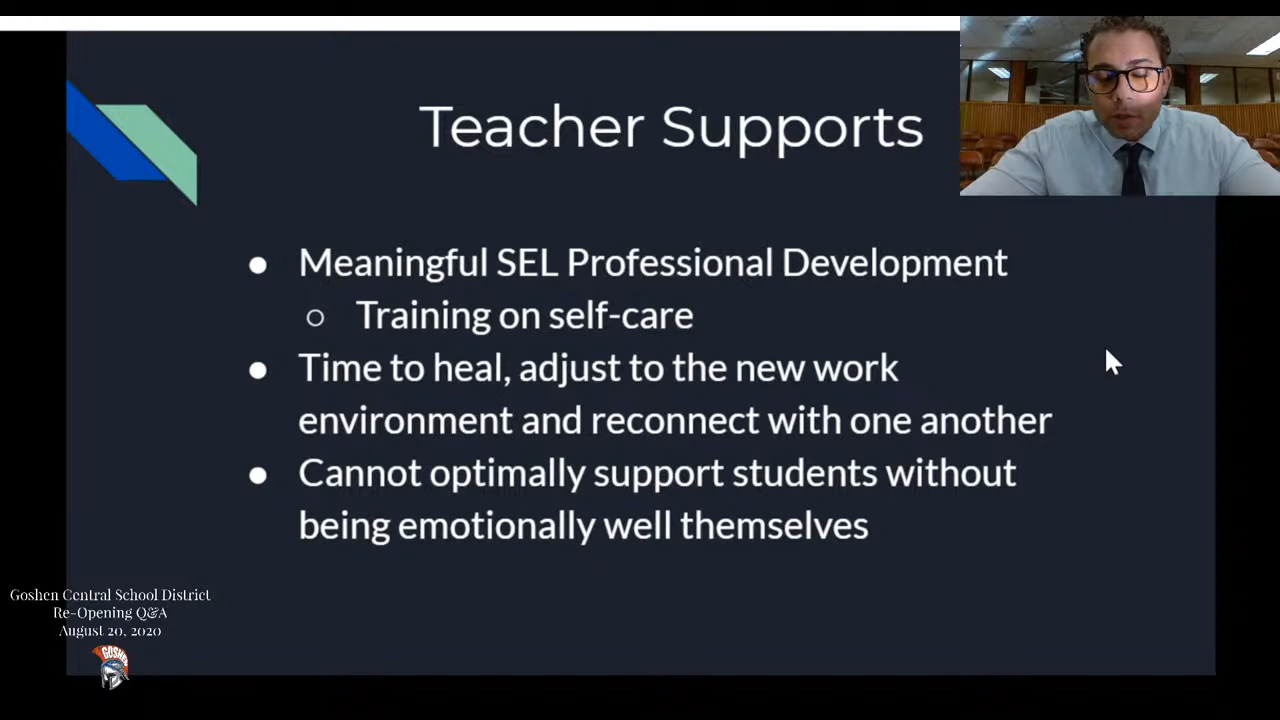 Teacher Supports
● Meaningful SEL Professional Development
○ Training on self-care
● Time to heal, adjust to the new work
environment and reconnect with one another
● Cannot optimally support students without
being emotionally well themselves
Goshen Central School District
Re-Opening Q&A
August 20, 2020
GOSHEN